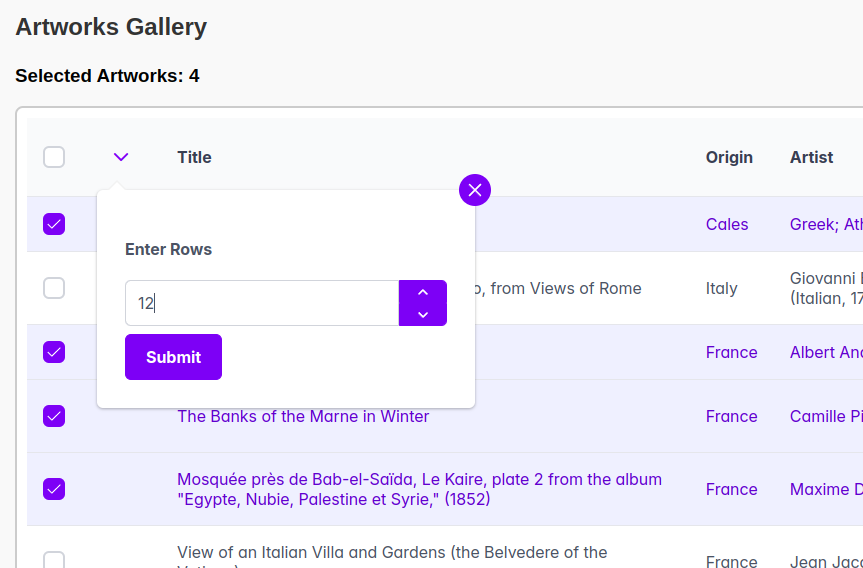 Artworks Gallery
Selected Artworks: 4
Title
Origin
Artist
Cales
Greek; Ath
Enter Rows
12
Submit
from Views of Rome
Italy
Giovanni
(Italian, 17
France
Albert And
The Banks of the Marne in Winter
France
Camille Pi
Mosquée près de Bab-el-Saïda, Le Kaire, plate 2 from the album
"Egypte, Nubie, Palestine et Syrie," (1852)
France
Maxime D
View of an Italian Villa and Gardens (the Belvedere of the
France
Jean Jac